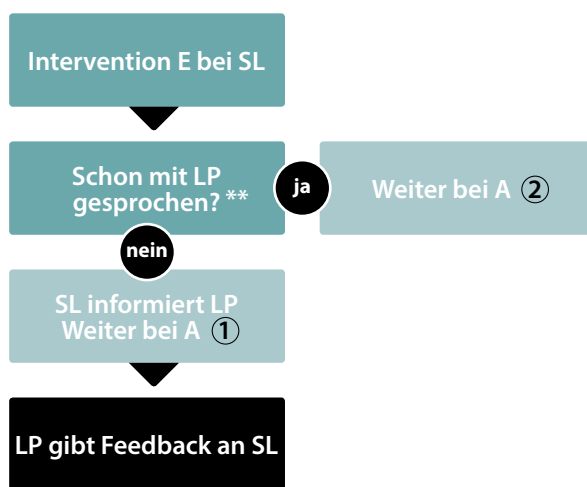 Intervention E bei SL
Schon mit LP
gesprochen? **
ja
Weiter bei A ②
nein
SL informiert LP
Weiter bei A ①
LP gibt Feedback an SL